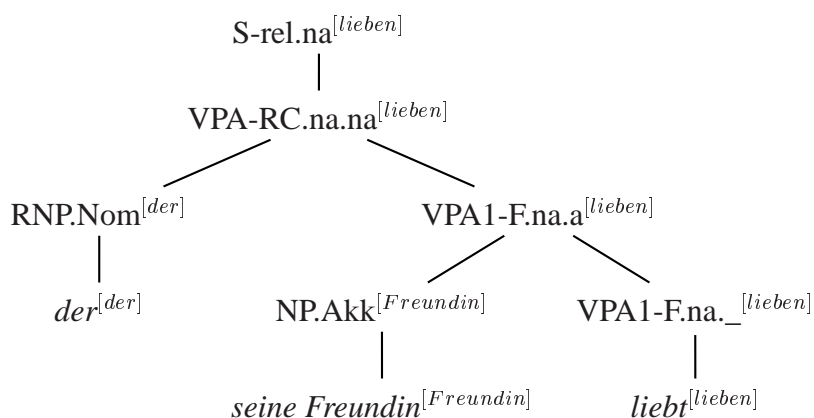 S-rel.na[lieben]
VPA-RC.na.na[lieben]
RNP.Nom[der] VPA1-F.na.a[lieben]
der[der] NP.Akk[Freundin] VPA1-F.na._[lieben]
seine Freundin[Freundin] liebt[lieben]